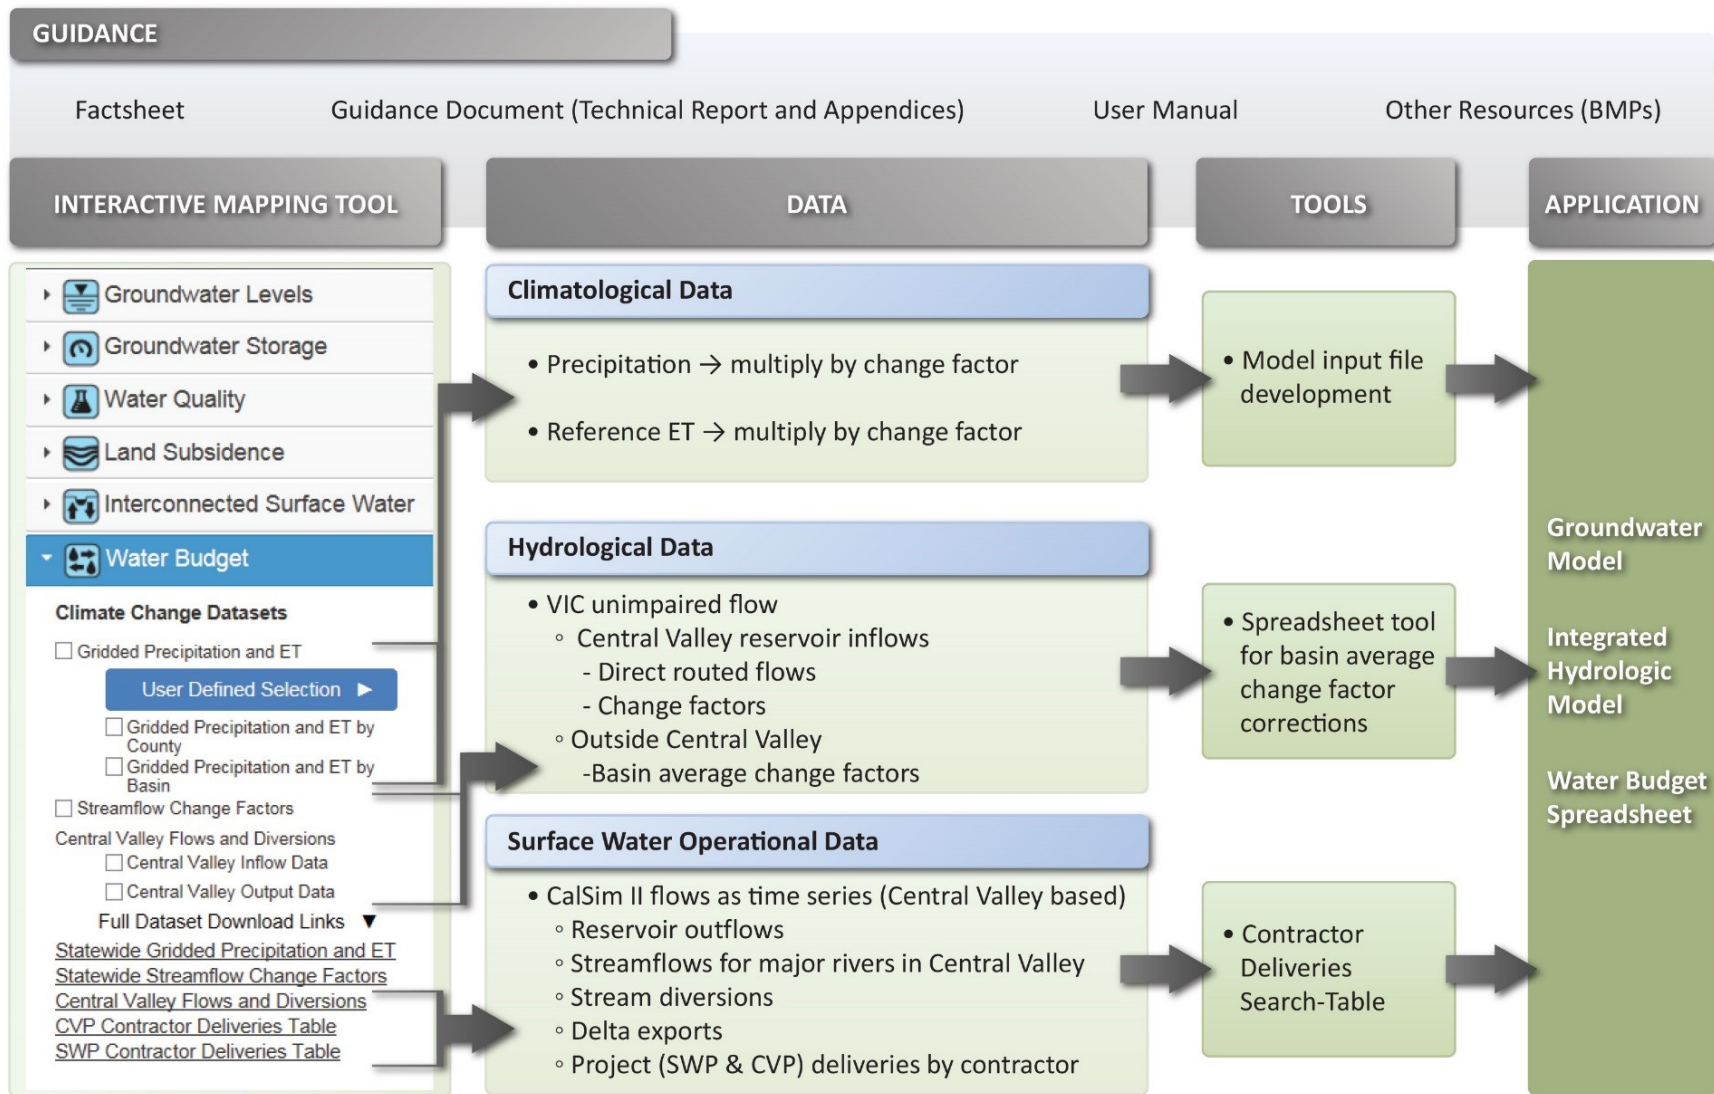 GUIDANCE
Factsheet
Guidance Document (Technical Report and Appendices)
User Manual
Other Resources (BMPs)
INTERACTIVE MAPPING TOOL
DATA
TOOLS
APPLICATION
Groundwater Levels
Groundwater Storage
Water Quality
Land Subsidence
Interconnected Surface Water
Water Budget
Climate Change Datasets
Gridded Precipitation and ET
User Defined Selection ►
Gridded Precipitation and ET by
County
Gridded Precipitation and ET by
Basin
Streamflow Change Factors
Central Valley Flows and Diversions
Central Valley Inflow Data
Central Valley Output Data
Full Dataset Download Links ▼
Statewide Gridded Precipitation and ET
Statewide Streamflow Change Factors
Central Valley Flows and Diversions
CVP Contractor Deliveries Table
SWP Contractor Deliveries Table
Climatological Data
• Precipitation → multiply by change factor
• Reference ET → multiply by change factor
Hydrological Data
• VIC unimpaired flow
◦ Central Valley reservoir inflows
- Direct routed flows
- Change factors
◦ Outside Central Valley
-Basin average change factors
Surface Water Operational Data
• CalSim II flows as time series (Central Valley based)
◦ Reservoir outflows
◦ Streamflows for major rivers in Central Valley
◦ Stream diversions
◦ Delta exports
◦ Project (SWP & CVP) deliveries by contractor
• Model input file
development
• Spreadsheet tool
for basin average
change factor
corrections
• Contractor
Deliveries
Search-Table
Groundwater
Model
Integrated
Hydrologic
Model
Water Budget
Spreadsheet